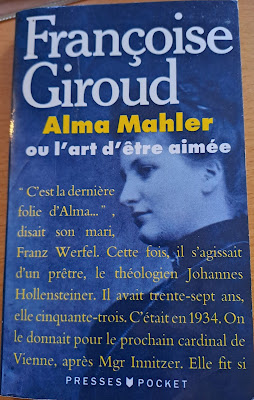 Françoise
Giroud
Alma Mahler
ou l'art d'être aimée
“ C'est la dernière
folie d'Alma...” ,
disait son mari,
Franz Werfel. Cette fois, il s'agissait
d'un prêtre, le théologien Johannes
Hollensteiner. Il avait trente-sept ans,
elle cinquante-trois. C'était en 1934. On
le donnait pour le prochain cardinal de
Vienne, après Mgr Innitzer. Elle fit si
PRESSES POCKET